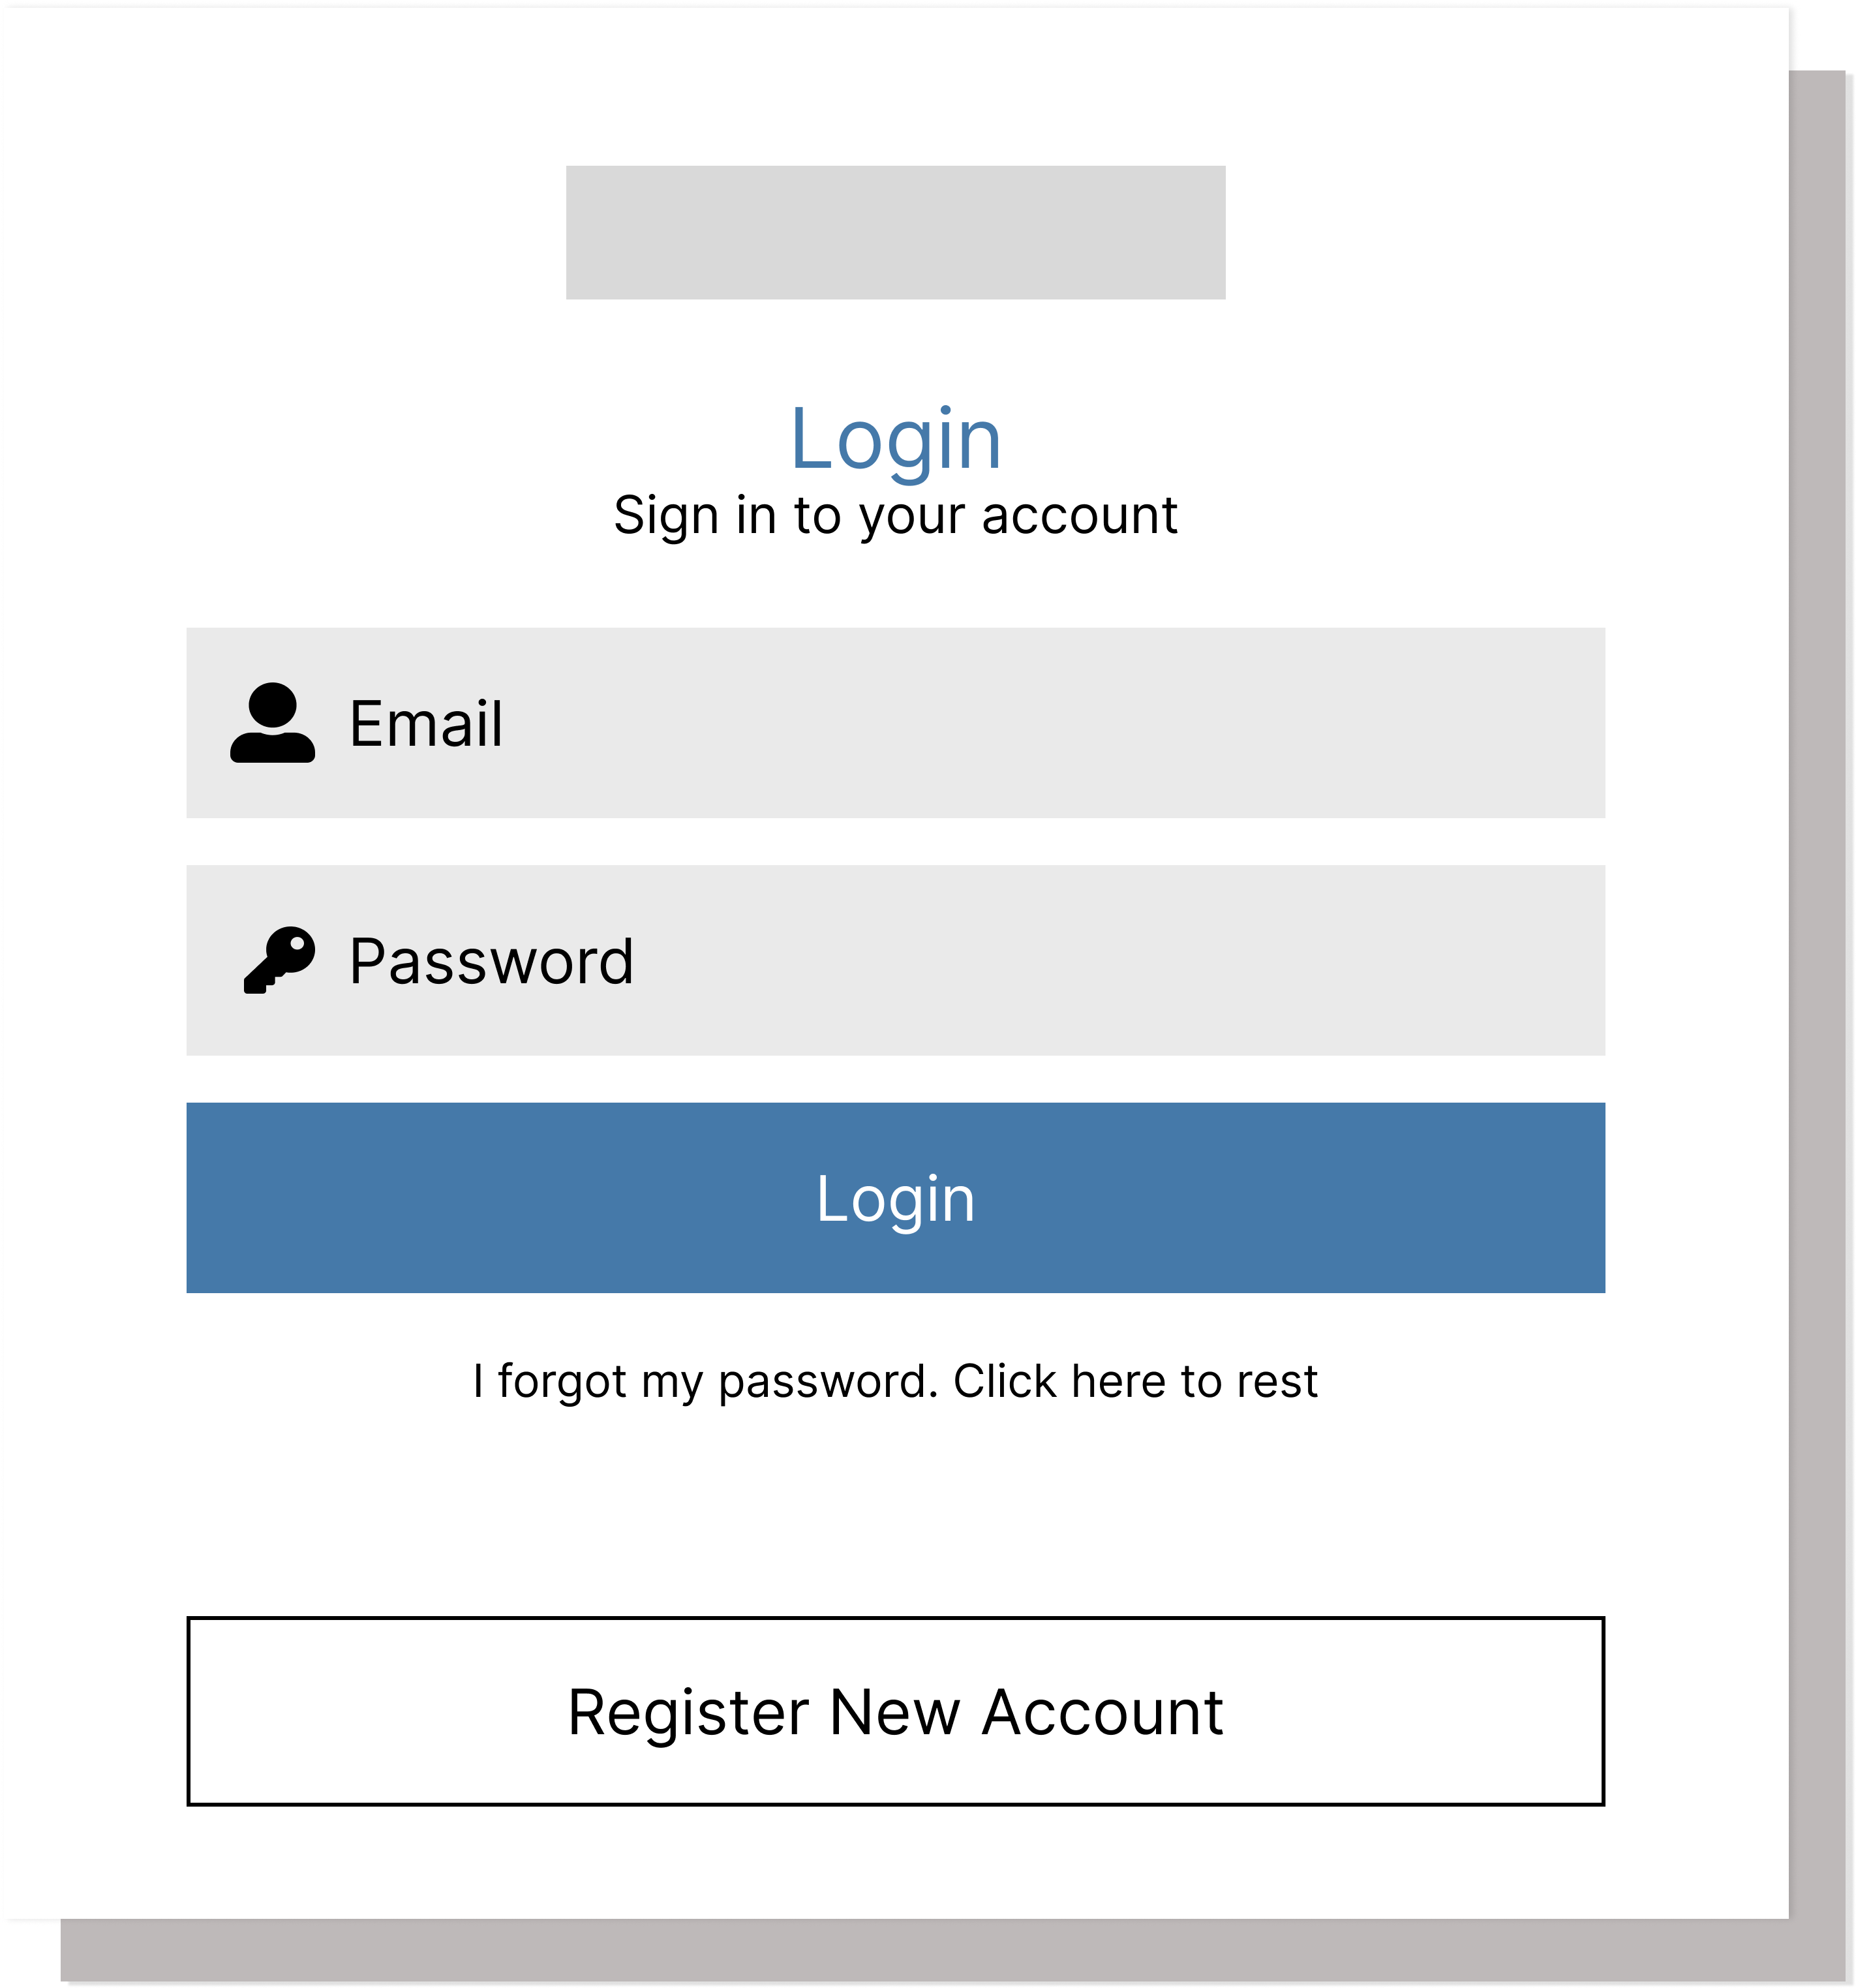 Login
Sign in to your account
Email
Password
Login
I forgot my password. Click here to rest
Register New Account